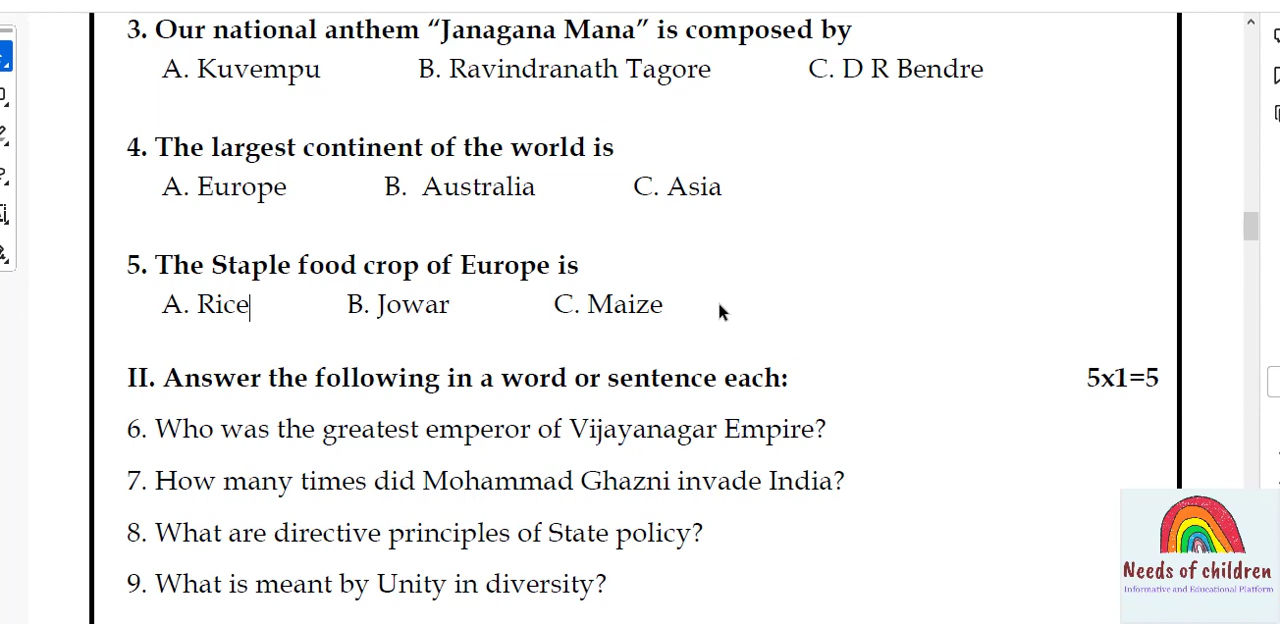 3. Our national anthem “Janagana Mana” is composed by
A. Kuvempu B. Ravindranath Tagore C. D R Bendre
4. The largest continent of the world is
A. Europe B. Australia C. Asia
5. The Staple food crop of Europe is
A. Rice B. Jowar C. Maize
II. Answer the following in a word or sentence each: 5x1=5
6. Who was the greatest emperor of Vijayanagar Empire?
7. How many times did Mohammad Ghazni invade India?
8. What are directive principles of State policy?
9. What is meant by Unity in diversity?
Needs of children
Informative and Educational Platform